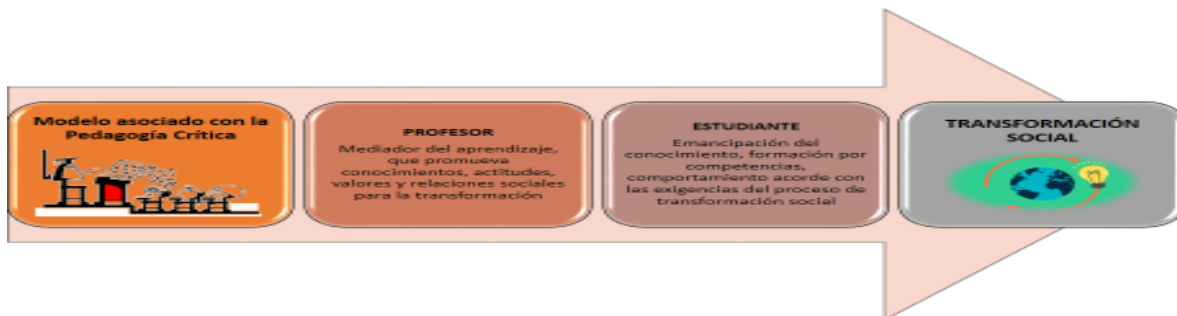 Modelo asociado con la
Pedagogía Crítica
PROFESOR
Mediador del aprendizaje,
que promueva
conocimientos, actitudes,
valores y relaciones sociales
para la transformación
ESTUDIANTE
Emancipación del
conocimiento, formación por
competencias,
comportamiento acorde con
las exigencias del proceso de
transformación social
TRANSFORMACIÓN
SOCIAL